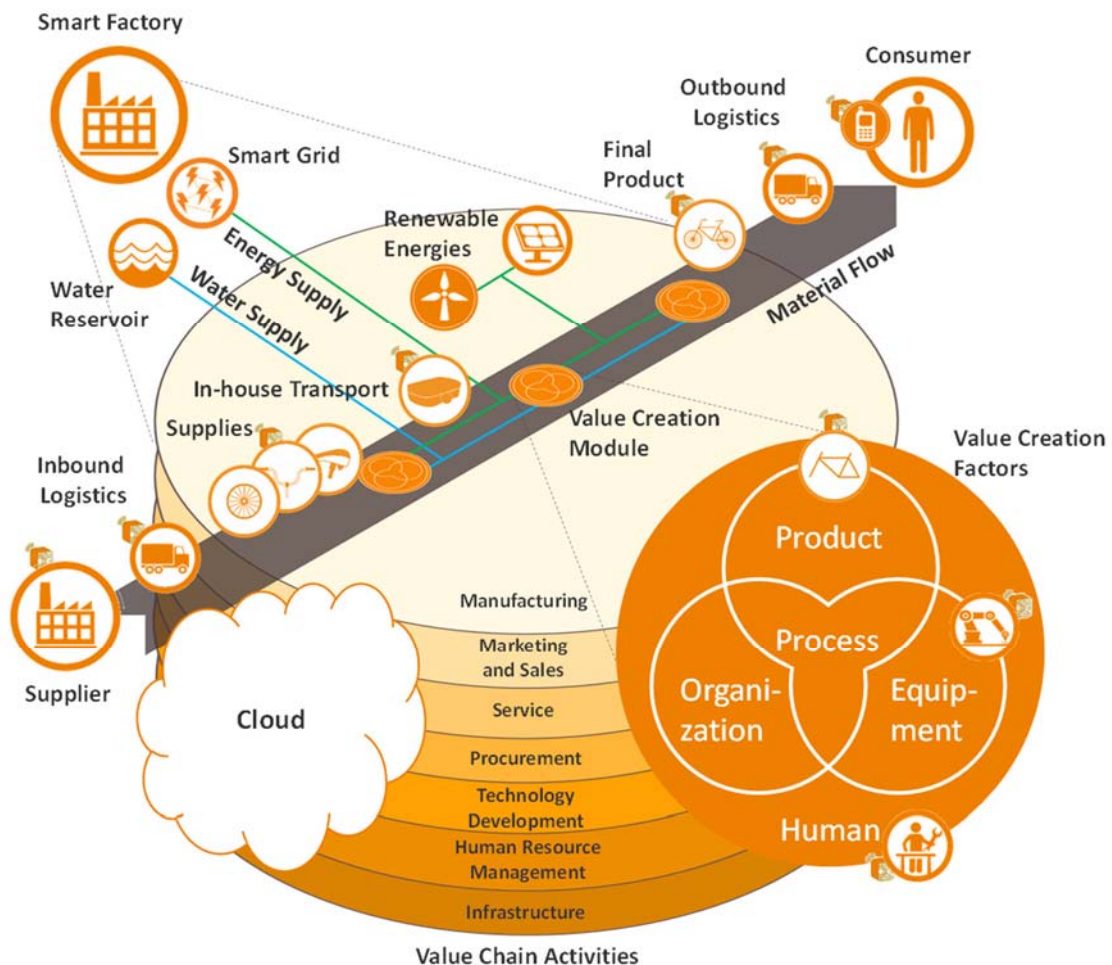 Smart Factory
Consumer
Outbound
Logistics
Smart Grid
Final
Product
Renewable
Energies
Energy Supply
Water
Reservoir
Water Supply
Material Flow
In-house Transport
Supplies
Value Creation
Module
Value Creation
Factors
Inbound
Logistics
Product
Process
Organi-
zation
Equip-
ment
Human
Supplier
Cloud
Manufacturing
Marketing
and Sales
Service
Procurement
Technology
Development
Human Resource
Management
Infrastructure
Value Chain Activities